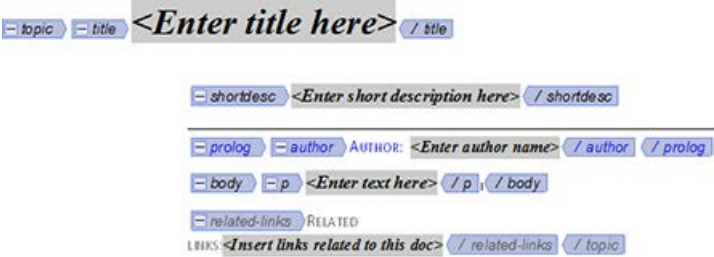 topic title <Enter title here> / title
shortdesc <Enter short description here> / shortdesc
prolog author AUTHOR: <Enter author name> / author / prolog
body p <Enter text here> / p / body
related-links RELATED
LINKS: <Insert links related to this doc> / related-links / topic